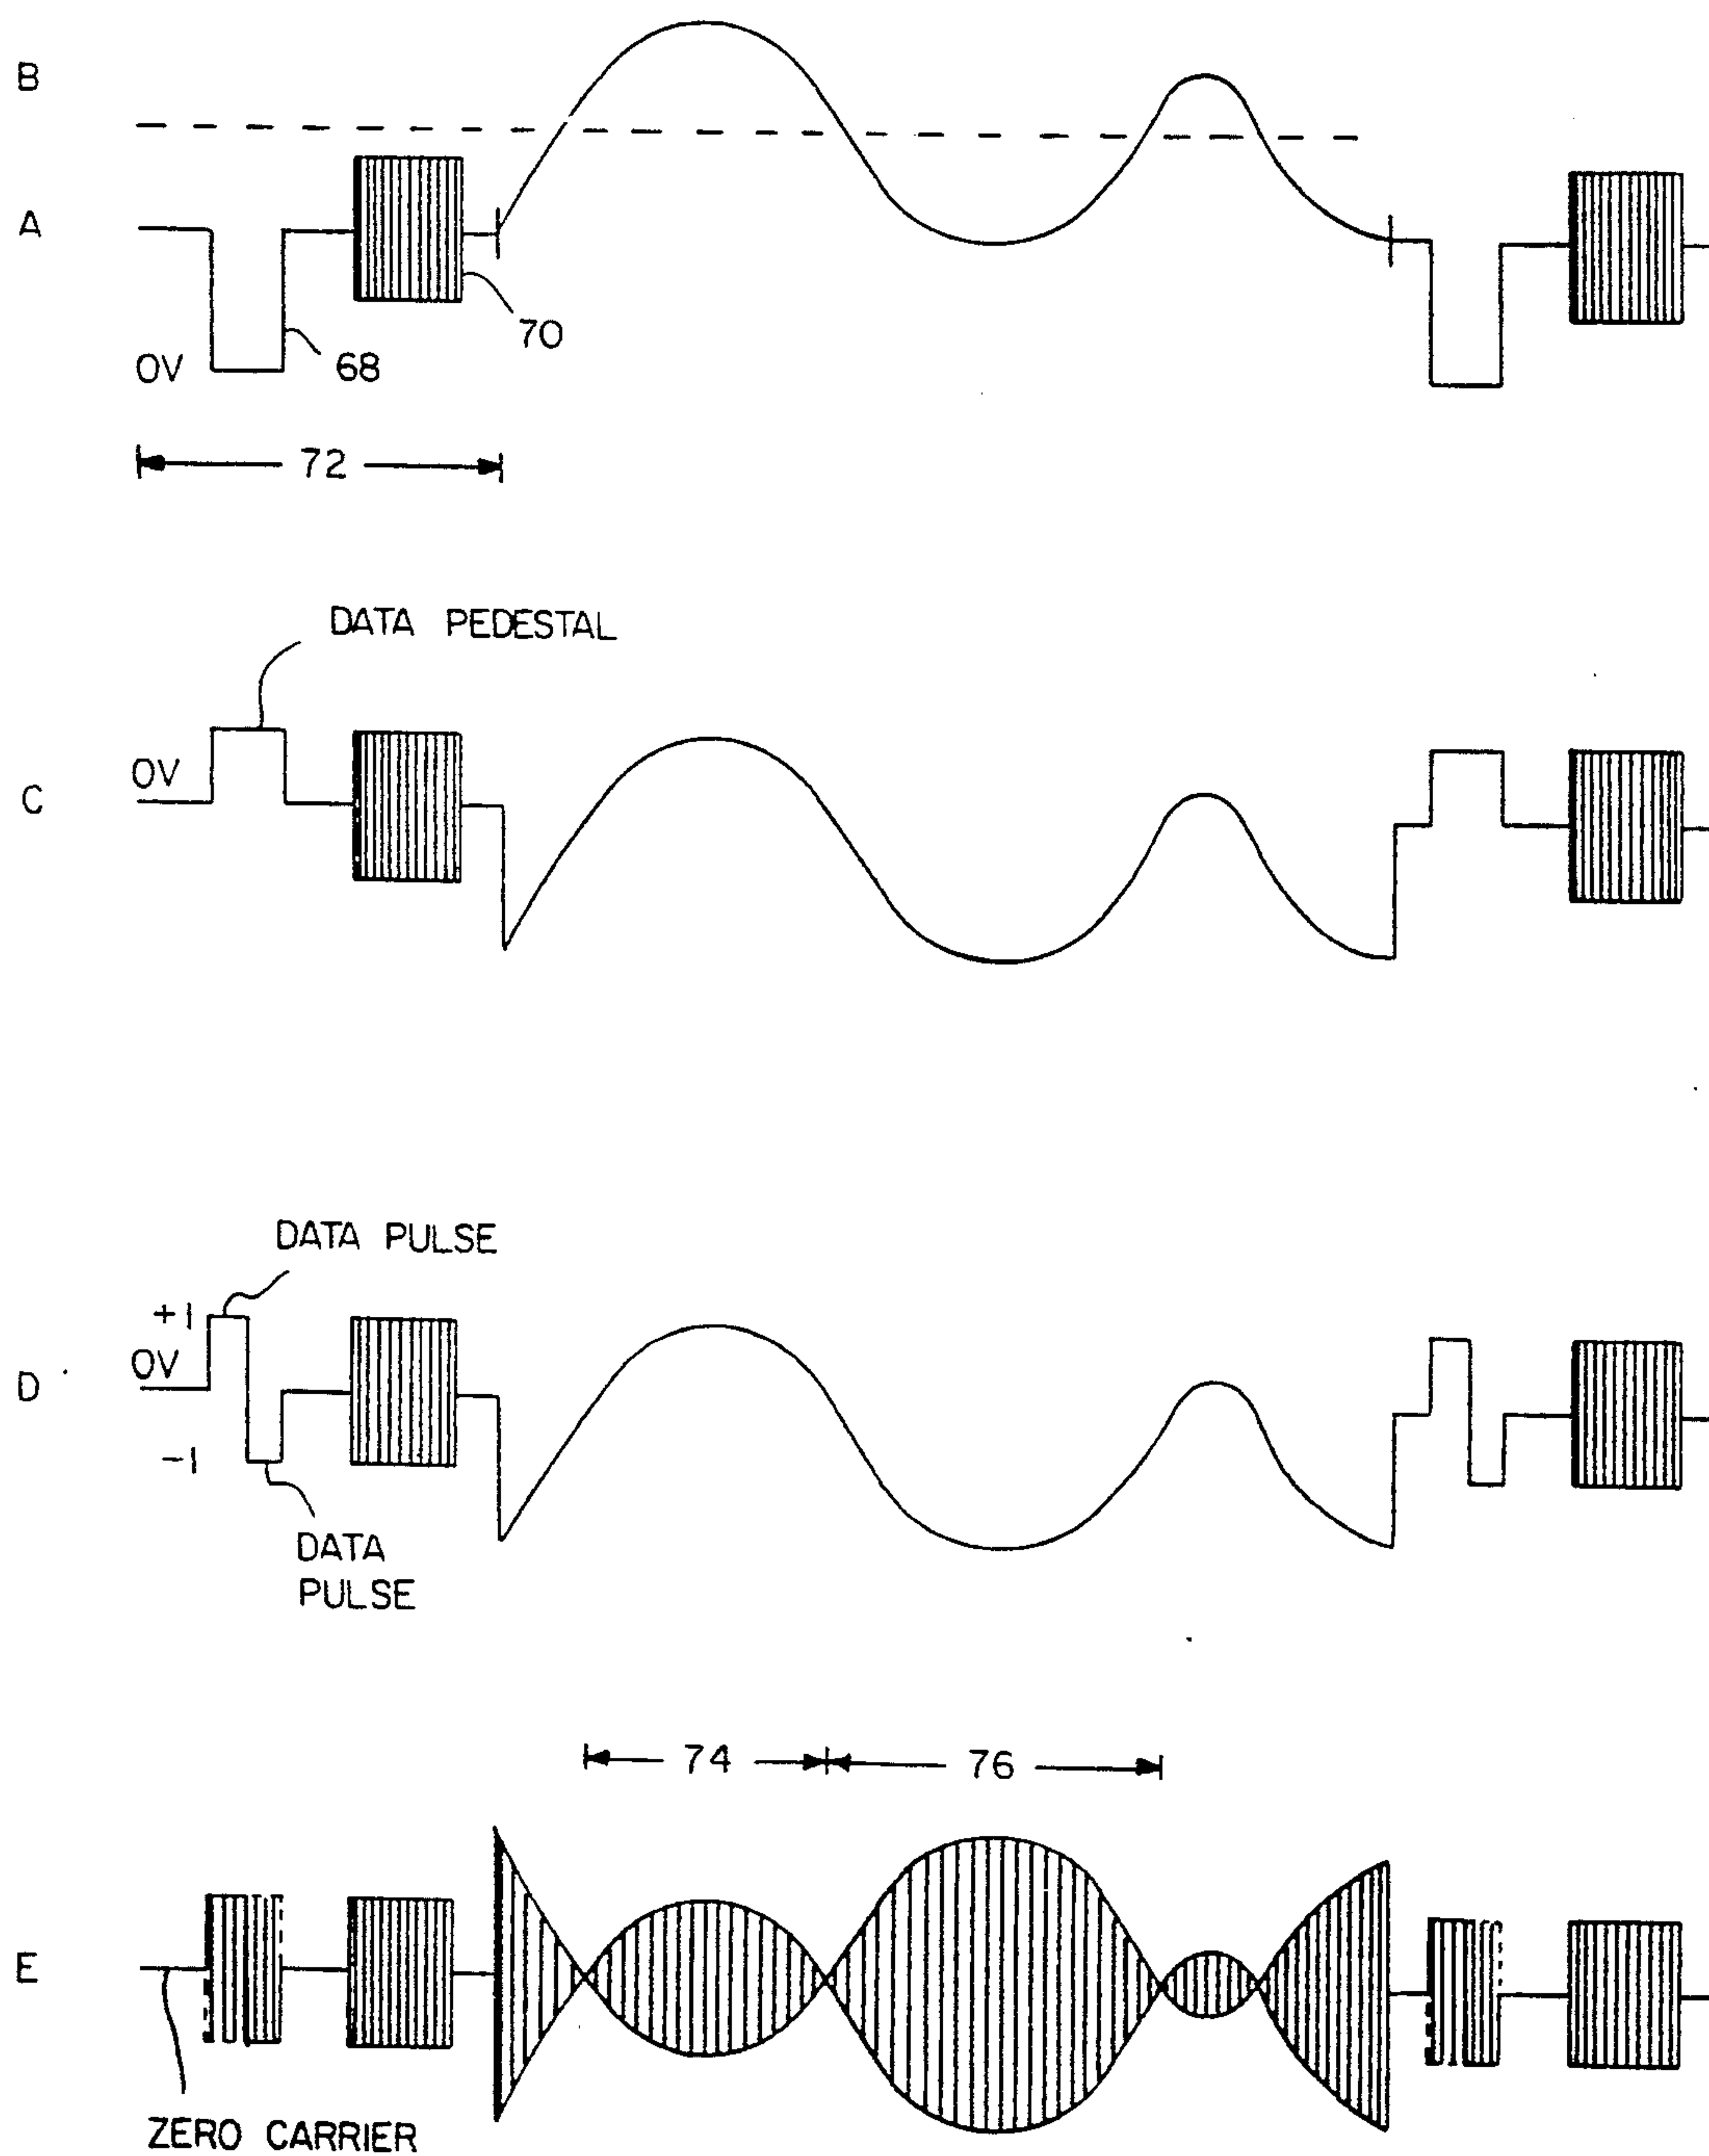 B
A
70
0V
68
72
DATA PEDESTAL
0V
C
DATA PULSE
+1
0V
D
-1
DATA
PULSE
74
76
E
ZERO CARRIER